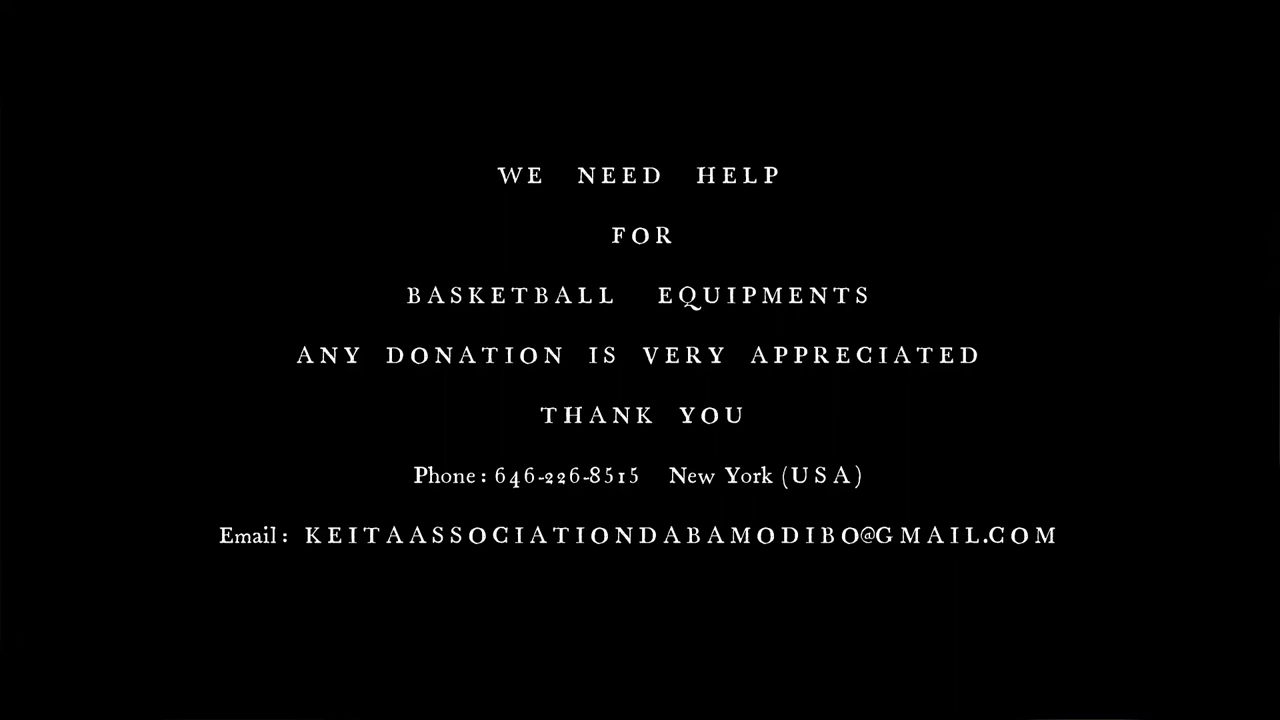 WE NEED HELP
FOR
BASKETBALL EQUIPMENTS
ANY DONATION IS VERY APPRECIATED
THANK YOU
Phone : 646-226-8515 New York (USA)
Email : KEITAASSOCIATIONDABAMODIBO@GMAIL.COM